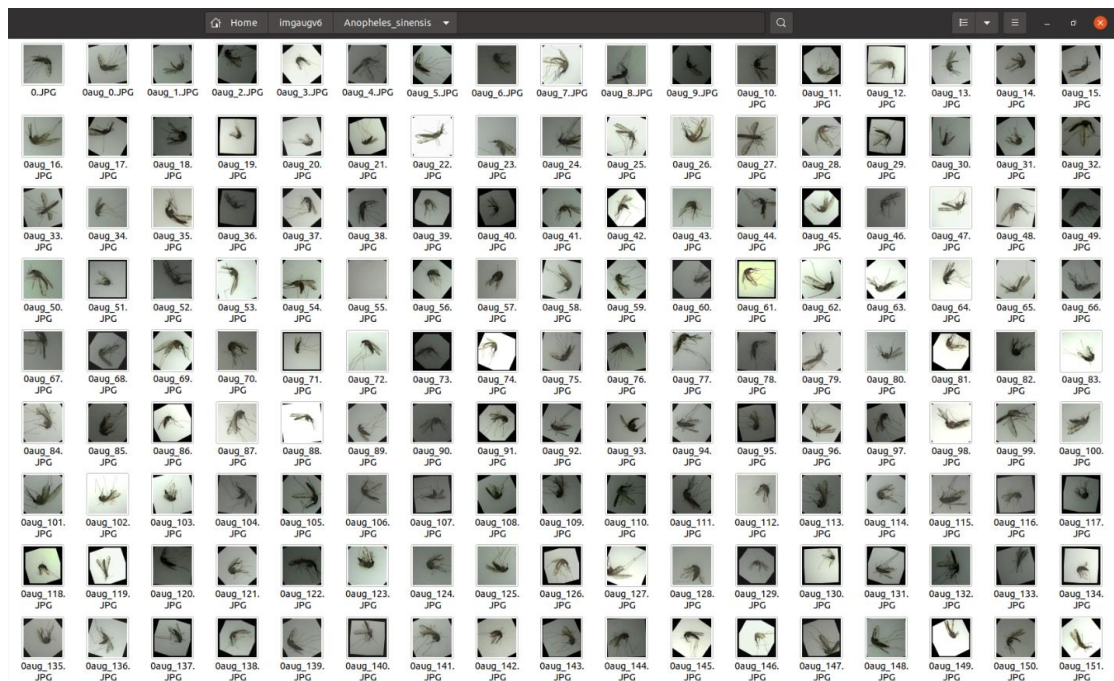 Home imgaugv6 Anopheles_sinensis
0.JPG 0aug_0.JPG 0aug_1.JPG 0aug_2.JPG 0aug_3.JPG 0aug_4.JPG 0aug_5.JPG 0aug_6.JPG 0aug_7.JPG 0aug_8.JPG 0aug_9.JPG 0aug_10. 0aug_11. 0aug_12. 0aug_13. 0aug_14. 0aug_15.
JPG JPG JPG JPG JPG JPG
0aug_16. 0aug_17. 0aug_18. 0aug_19. 0aug_20. 0aug_21. 0aug_22. 0aug_23. 0aug_24. 0aug_25. 0aug_26. 0aug_27. 0aug_28. 0aug_29. 0aug_30. 0aug_31. 0aug_32.
JPG JPG JPG JPG JPG JPG JPG JPG JPG JPG JPG JPG JPG JPG JPG JPG JPG
0aug_33. 0aug_34. 0aug_35. 0aug_36. 0aug_37. 0aug_38. 0aug_39. 0aug_40. 0aug_41. 0aug_42. 0aug_43. 0aug_44. 0aug_45. 0aug_46. 0aug_47. 0aug_48. 0aug_49.
JPG JPG JPG JPG JPG JPG JPG JPG JPG JPG JPG JPG JPG JPG JPG JPG JPG
0aug_50. 0aug_51. 0aug_52. 0aug_53. 0aug_54. 0aug_55. 0aug_56. 0aug_57. 0aug_58. 0aug_59. 0aug_60. 0aug_61. 0aug_62. 0aug_63. 0aug_64. 0aug_65. 0aug_66.
JPG JPG JPG JPG JPG JPG JPG JPG JPG JPG JPG JPG JPG JPG JPG JPG JPG
0aug_67. 0aug_68. 0aug_69. 0aug_70. 0aug_71. 0aug_72. 0aug_73. 0aug_74. 0aug_75. 0aug_76. 0aug_77. 0aug_78. 0aug_79. 0aug_80. 0aug_81. 0aug_82. 0aug_83.
JPG JPG JPG JPG JPG JPG JPG JPG JPG JPG JPG JPG JPG JPG JPG JPG JPG
0aug_84. 0aug_85. 0aug_86. 0aug_87. 0aug_88. 0aug_89. 0aug_90. 0aug_91. 0aug_92. 0aug_93. 0aug_94. 0aug_95. 0aug_96. 0aug_97. 0aug_98. 0aug_99. 0aug_100.
JPG JPG JPG JPG JPG JPG JPG JPG JPG JPG JPG JPG JPG JPG JPG JPG JPG
0aug_101. 0aug_102. 0aug_103. 0aug_104. 0aug_105. 0aug_106. 0aug_107. 0aug_108. 0aug_109. 0aug_110. 0aug_111. 0aug_112. 0aug_113. 0aug_114. 0aug_115. 0aug_116. 0aug_117.
JPG JPG JPG JPG JPG JPG JPG JPG JPG JPG JPG JPG JPG JPG JPG JPG JPG
0aug_118. 0aug_119. 0aug_120. 0aug_121. 0aug_122. 0aug_123. 0aug_124. 0aug_125. 0aug_126. 0aug_127. 0aug_128. 0aug_129. 0aug_130. 0aug_131. 0aug_132. 0aug_133. 0aug_134.
JPG JPG JPG JPG JPG JPG JPG JPG JPG JPG JPG JPG JPG JPG JPG JPG JPG
0aug_135. 0aug_136. 0aug_137. 0aug_138. 0aug_139. 0aug_140. 0aug_141. 0aug_142. 0aug_143. 0aug_144. 0aug_145. 0aug_146. 0aug_147. 0aug_148. 0aug_149. 0aug_150. 0aug_151.
JPG JPG JPG JPG JPG JPG JPG JPG JPG JPG JPG JPG JPG JPG JPG JPG JPG